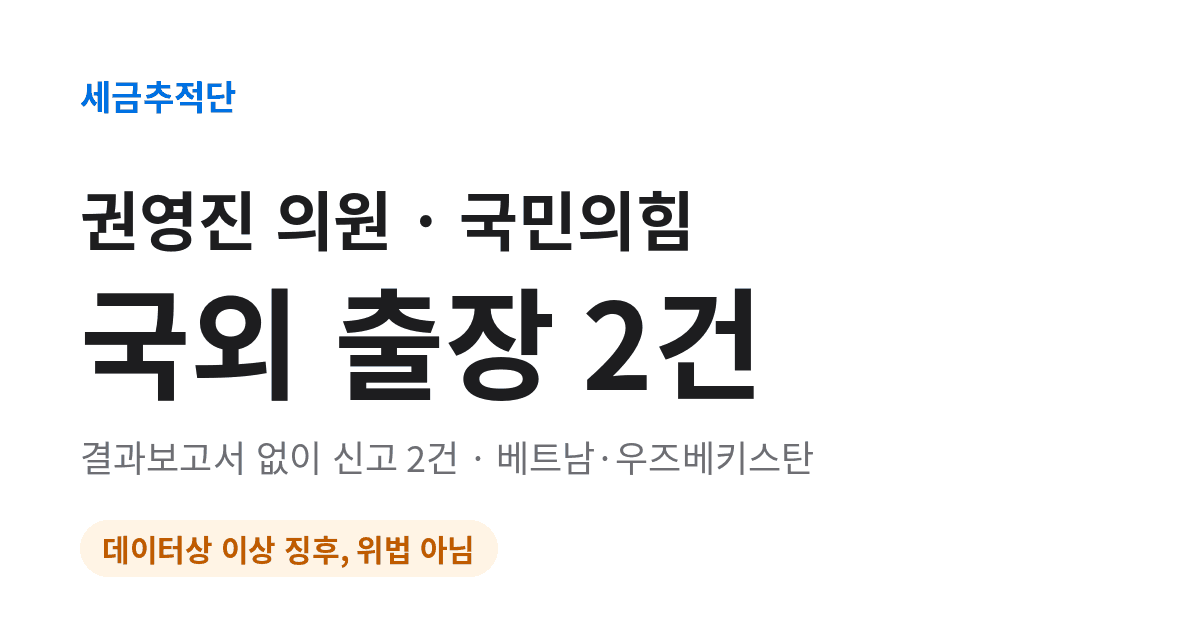 세금추적단
권영진 의원 · 국민의힘
국외 출장 2건
결과보고서 없이 신고 2건 · 베트남·우즈베키스탄
데이터상 이상 징후, 위법 아님